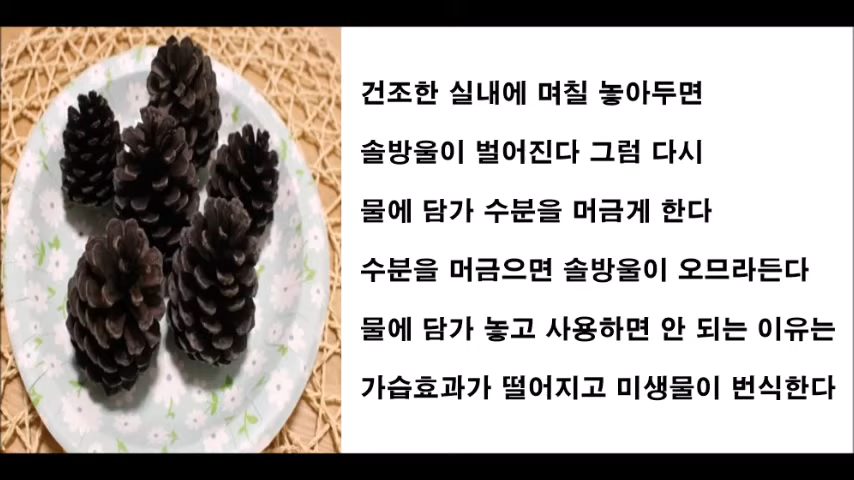 건조한 실내에 며칠 놓아두면
솔방울이 벌어진다 그럼 다시
물에 담가 수분을 머금게 한다
수분을 머금으면 솔방울이 오므라든다
물에 담가 놓고 사용하면 안 되는 이유는
가습효과가 떨어지고 미생물이 번식한다